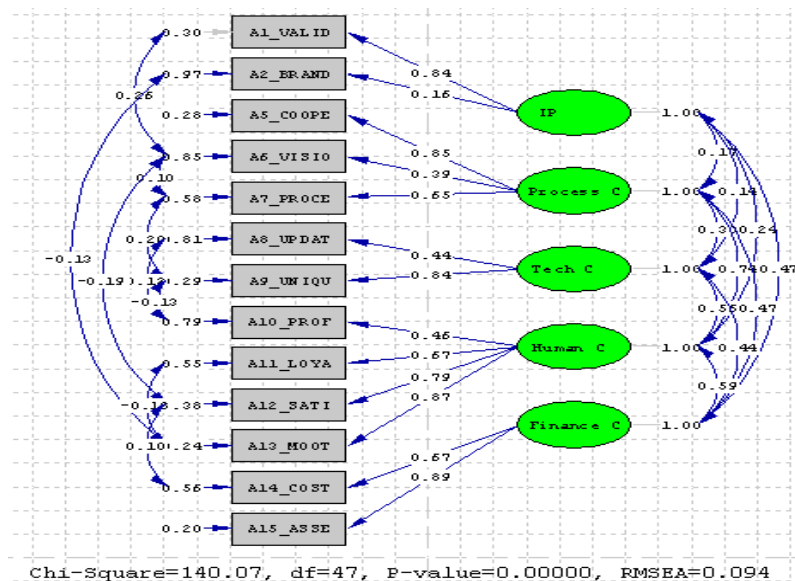 0.30 A1_VALID
0.84
0.97 A2_BRAND
0.16
IP 1.00
0.26
0.28 A5_COOPE
0.85
0.85 A6_VISIO
0.17
0.39
0.10
0.58 A7_PROCE
0.65
Process C 1.00
0.14
0.20 0.81 A8_UPDAT
0.44
0.30 0.24
-0.13
-0.19
0.29 A9_UNIQU
0.84
Tech C 1.00
0.74 0.47 0.47
-0.13
0.79 A10_PROF
0.46
0.55 0.47
0.55 A11_LOYA
0.67
Human C 1.00
0.44
0.38 A12_SATI
0.79
0.59
0.10 0.24 A13_MOOT
0.87
Finance C 1.00
0.56 A14_COST
0.67
0.89
0.20 A15_ASSE
Chi-Square=140.07, df=47, P-value=0.00000, RMSEA=0.094